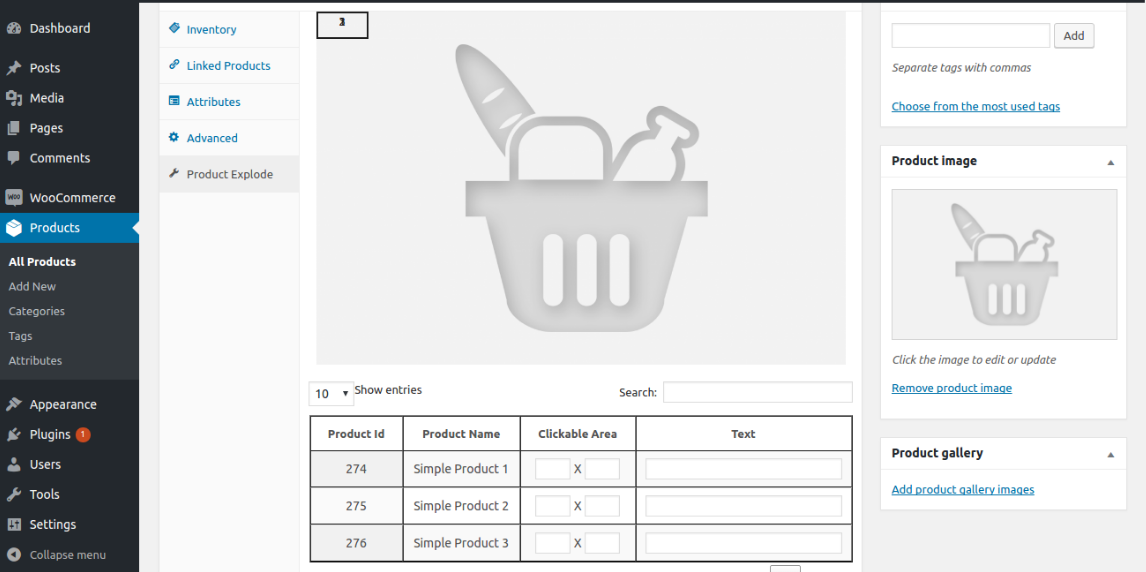 Dashboard
Posts
Media
Pages
Comments
WOO WooCommerce
Products
All Products
Add New
Categories
Tags
Attributes
Appearance
Plugins 1
Users
Tools
Settings
Collapse menu
Inventory
Linked Products
Attributes
Advanced
Product Explode
10 Show entries
Search:
Product Id Product Name Clickable Area Text
274 Simple Product 1 X
275 Simple Product 2 X
276 Simple Product 3 X
Add
Separate tags with commas
Choose from the most used tags
Product image
Click the image to edit or update
Remove product image
Product gallery
Add product gallery images